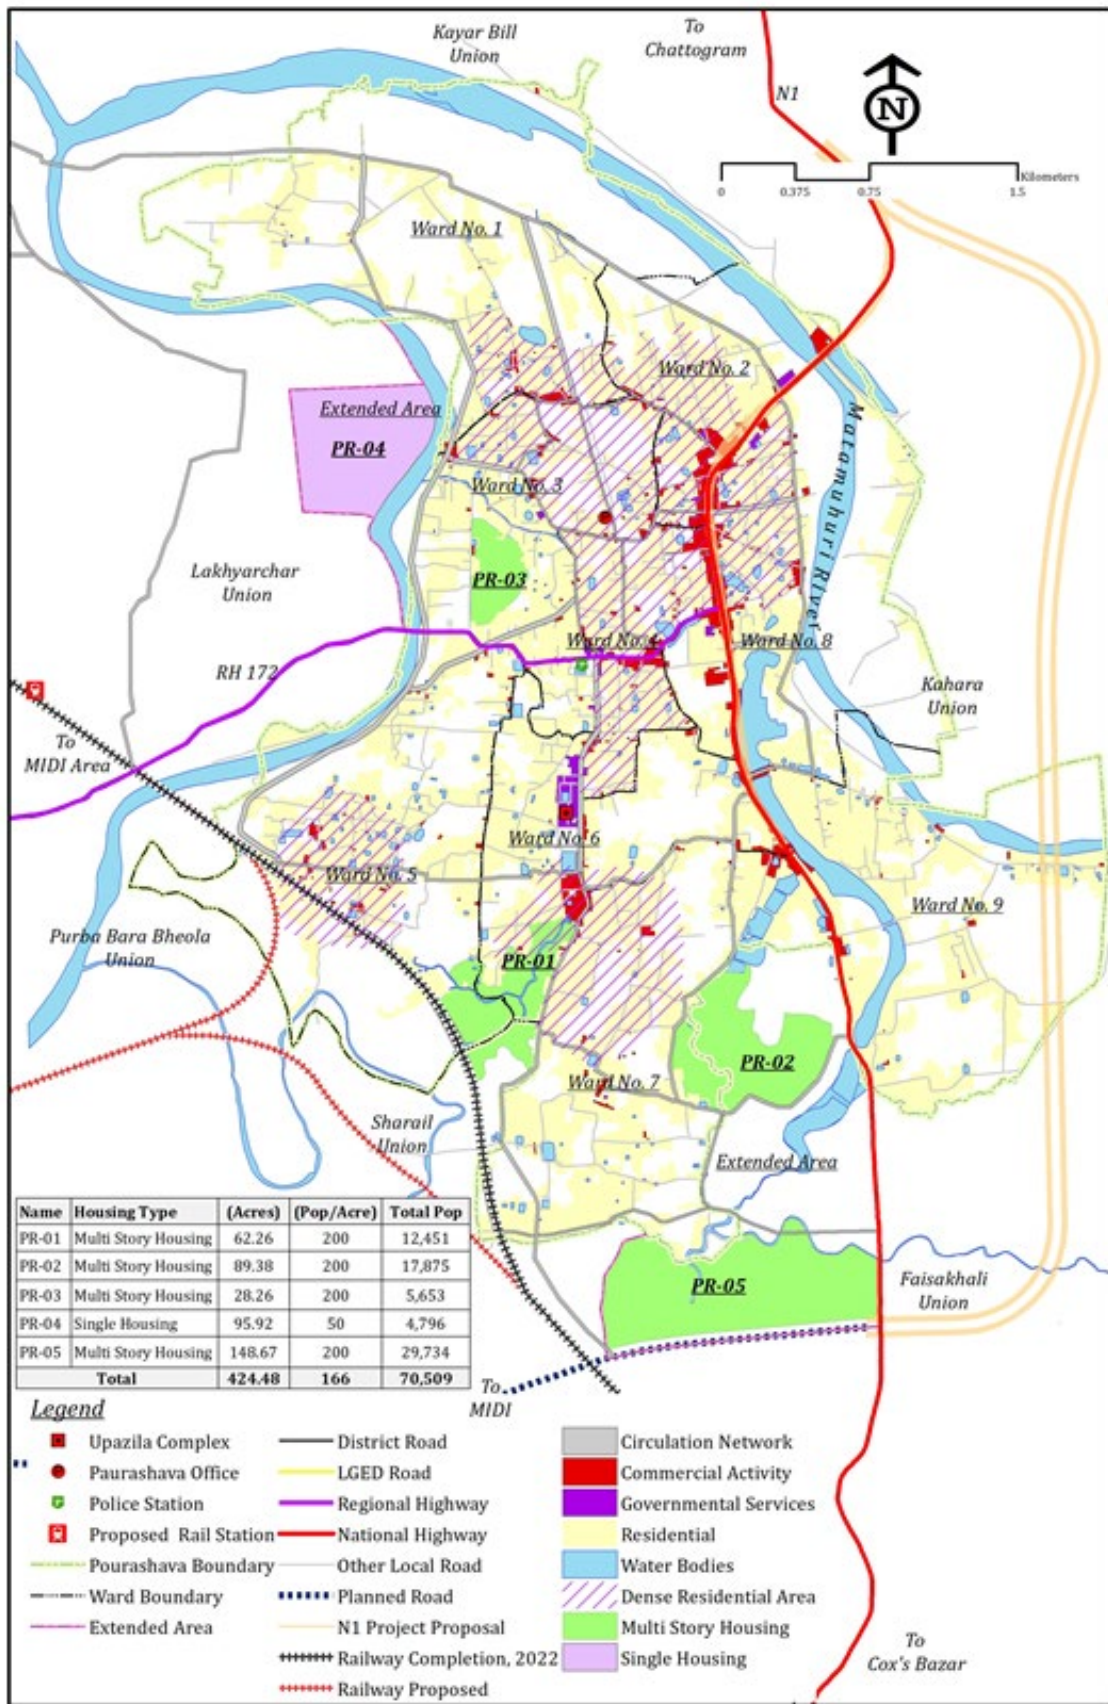 Kayar Bill
Union
To
Chattogram
N1
N
0 0.375 0.75 1.5
Kilometers
Ward No. 1
Ward No. 2
Extended Area
PR-04
Ward No. 3
Matamuhuri River
PR-03
Lakhyarchar
Union
Ward No. 4
Ward No. 8
RH 172
Kahara
Union
To
MIDI Area
Ward No. 6
Ward No. 5
Ward No. 9
Purba Bara Bheola
Union
PR-01
PR-02
Ward No. 7
Sharail
Union
Extended Area
PR-05
Faisakhali
Union
Name Housing Type (Acres) (Pop/Acre) Total Pop
PR-01 Multi Story Housing 62.26 200 12,451
PR-02 Multi Story Housing 89.38 200 17,875
PR-03 Multi Story Housing 28.26 200 5,653
PR-04 Single Housing 95.92 50 4,796
PR-05 Multi Story Housing 148.67 200 29,734
Total 424.48 166 70,509
To
MIDI
Legend
Upazila Complex
Paurashava Office
Police Station
Proposed Rail Station
Pourashava Boundary
Ward Boundary
Extended Area
District Road
LGED Road
Regional Highway
National Highway
Other Local Road
Planned Road
N1 Project Proposal
Railway Completion, 2022
Railway Proposed
Circulation Network
Commercial Activity
Governmental Services
Residential
Water Bodies
Dense Residential Area
Multi Story Housing
Single Housing
To
Cox's Bazar